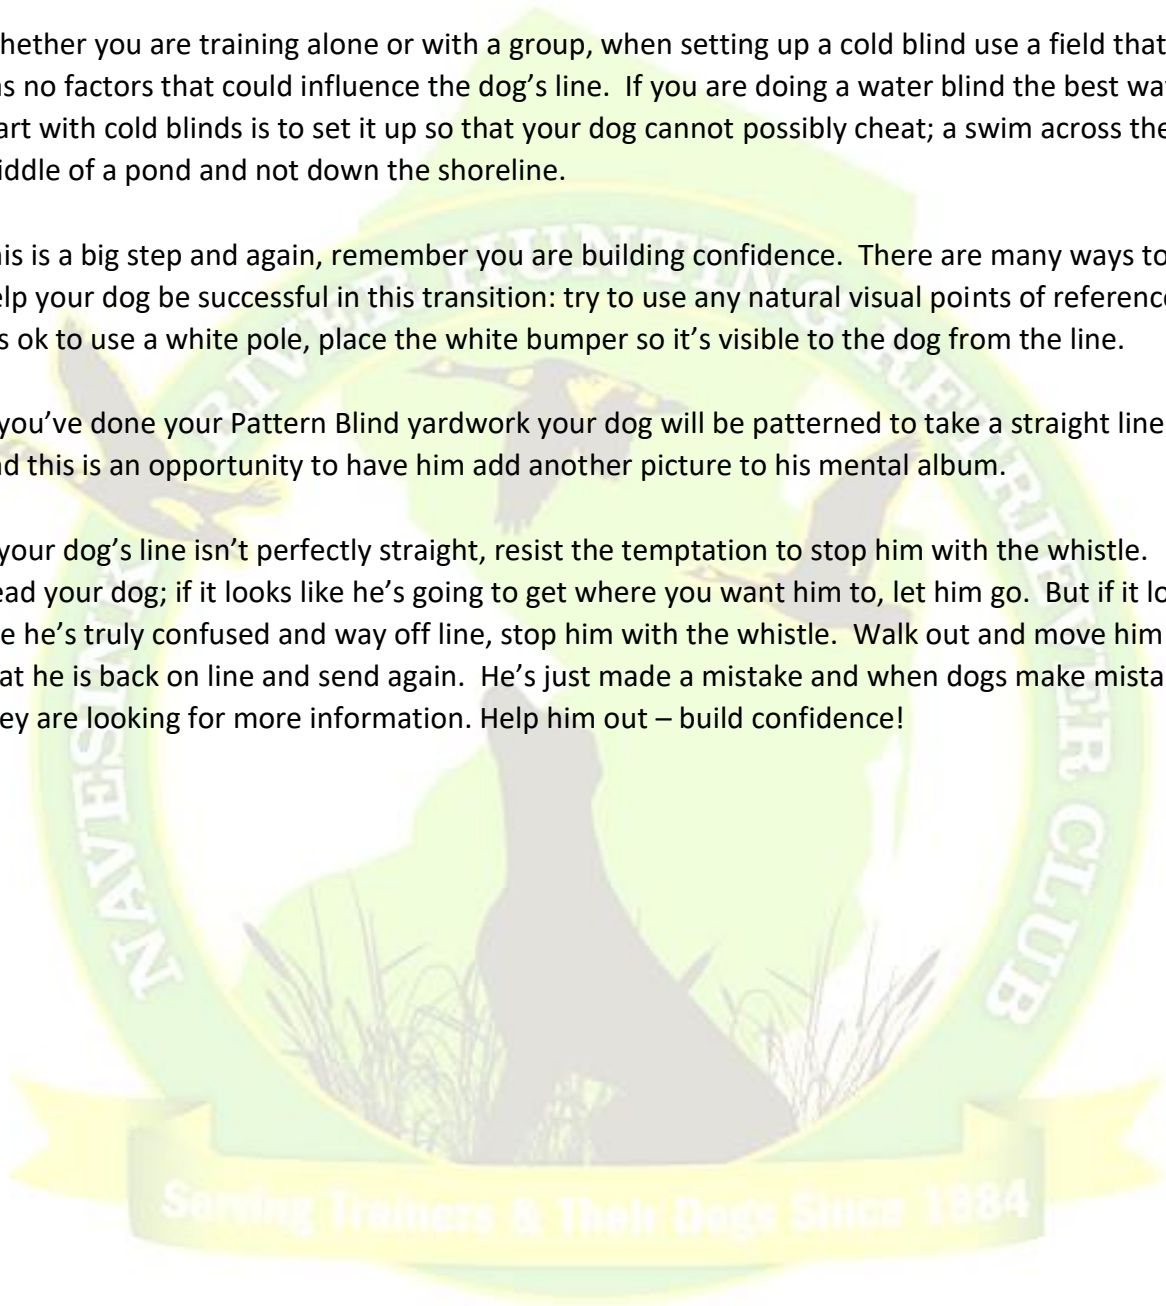 hether you are training alone or with a group, when setting up a cold blind use a field that
s no factors that could influence the dog's line.  If you are doing a water blind the best wa
art with cold blinds is to set it up so that your dog cannot possibly cheat; a swim across the
iddle of a pond and not down the shoreline.
is is a big step and again, remember you are building confidence.  There are many ways to
elp your dog be successful in this transition: try to use any natural visual points of reference
s ok to use a white pole, place the white bumper so it's visible to the dog from the line.
you've done your Pattern Blind yardwork your dog will be patterned to take a straight line
d this is an opportunity to have him add another picture to his mental album.
your dog's line isn't perfectly straight, resist the temptation to stop him with the whistle.
ead your dog; if it looks like he's going to get where you want him to, let him go.  But if it lo
e he's truly confused and way off line, stop him with the whistle.  Walk out and move him
at he is back on line and send again.  He's just made a mistake and when dogs make mista
ey are looking for more information. Help him out – build confidence!
NAVESINK RIVER HUNTING RETRIEVER CLUB
Serving Trainers & Their Dogs Since 1984